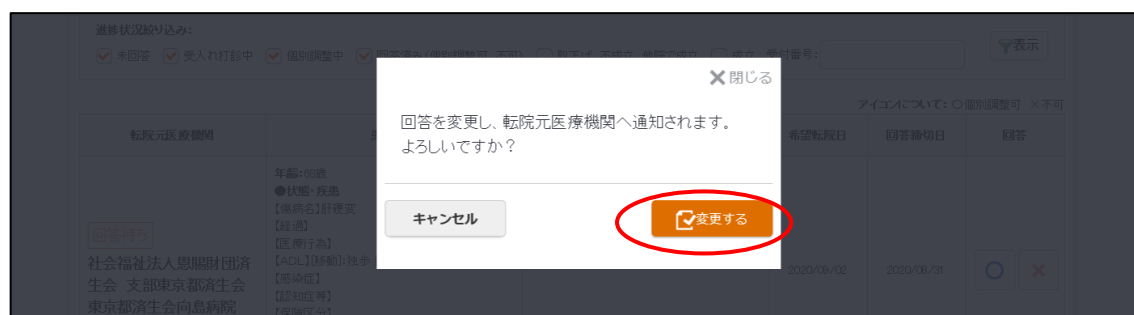 進捗状況絞り込み:
未回答 受入れ打診中 個別調整中 回答済み(個別調整可、不可) 取下げ、不成立、他院で成立 成立 受付番号: 表示
✕閉じる
アイコンについて:〇個別調整可 ×不可
回答を変更し、転院元医療機関へ通知されます。
よろしいですか？
転院元医療機関 希望転院日 回答締切日 回答
年齢:60歳
●状態・疾患
【傷病名】肝硬変
キャンセル 変更する
【経過】
回答待ち
【医療行為】
社会福祉法人恩賜財団済 【ADL】[移動]:独歩
生会 支部東京都済生会 【感染症】 2020/09/02 2020/08/31
東京都済生会向島病院 【認知症等】
【保険区分】